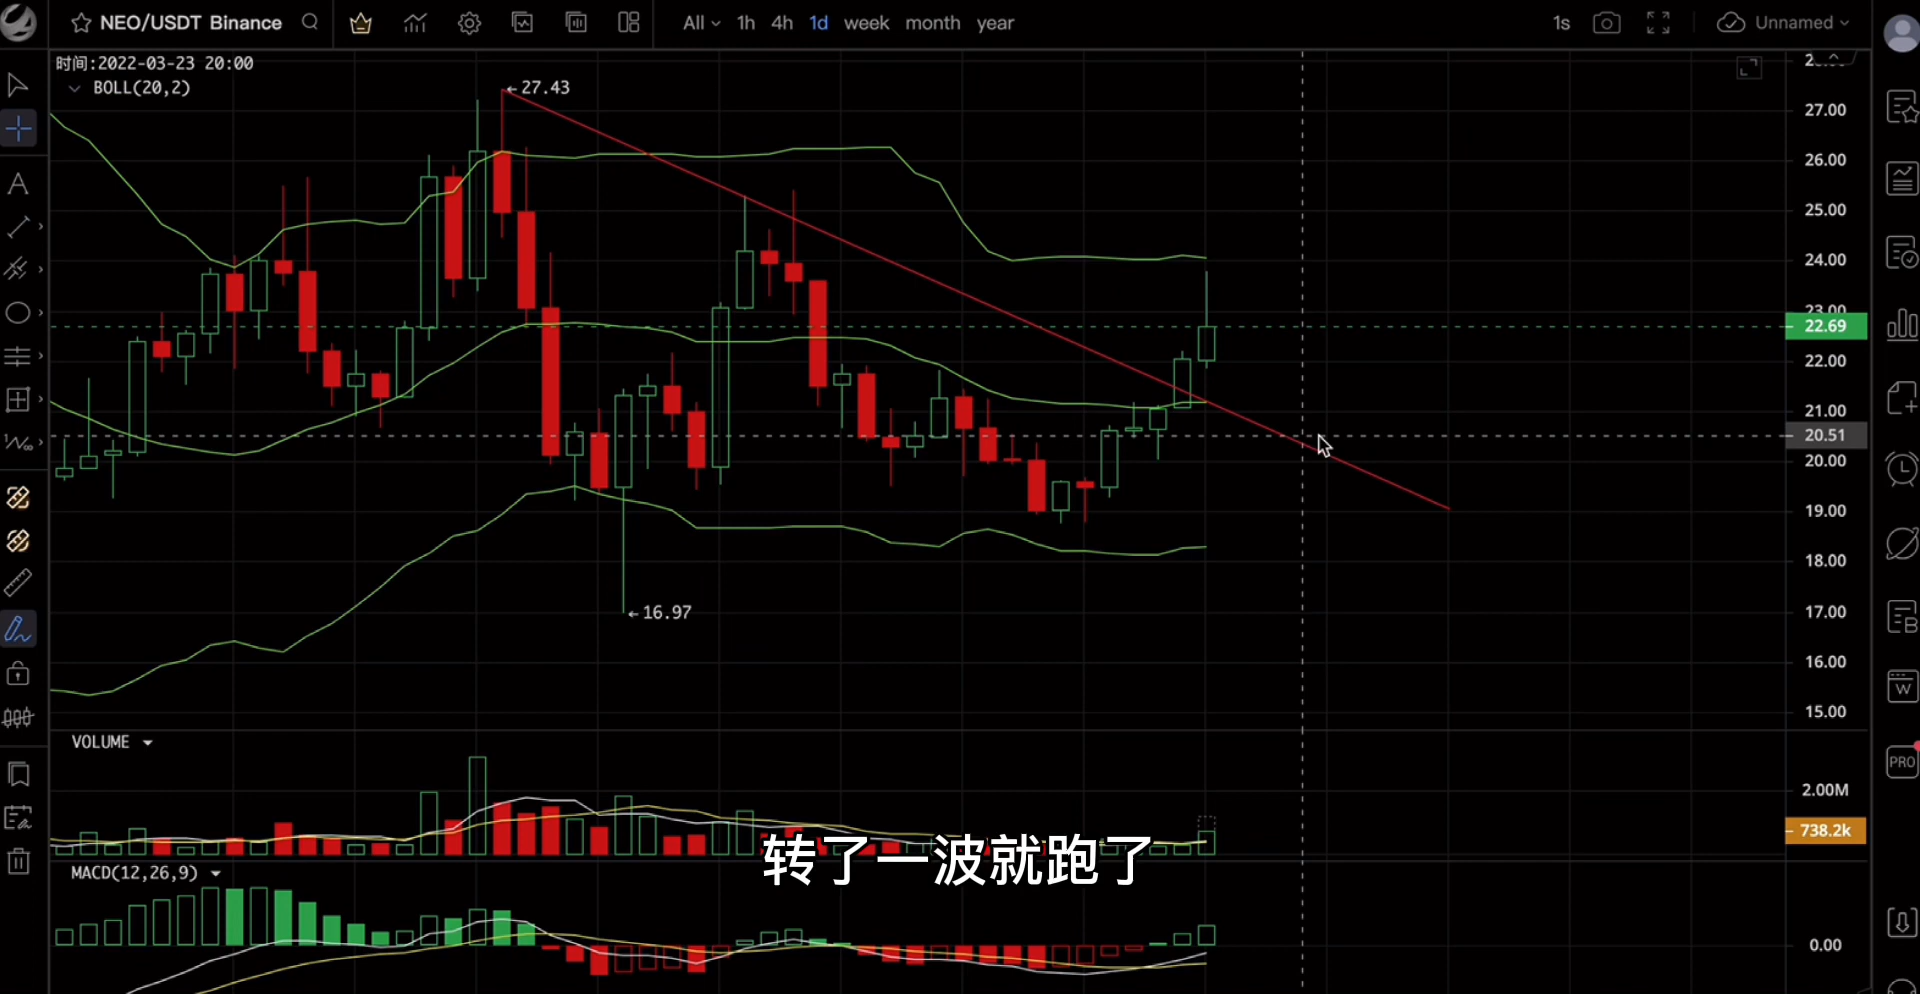 NEO/USDT Binance
All 1h 4h 1d week month year
1s
Unnamed
时间:2022-03-23 20:00
BOLL(20,2)
27.43
27.00
26.00
25.00
24.00
23.00
22.69
22.00
21.00
20.51
20.00
19.00
18.00
16.97
17.00
16.00
15.00
VOLUME
2.00M
738.2k
转了一波就跑了
MACD(12,26,9)
0.00
PRO